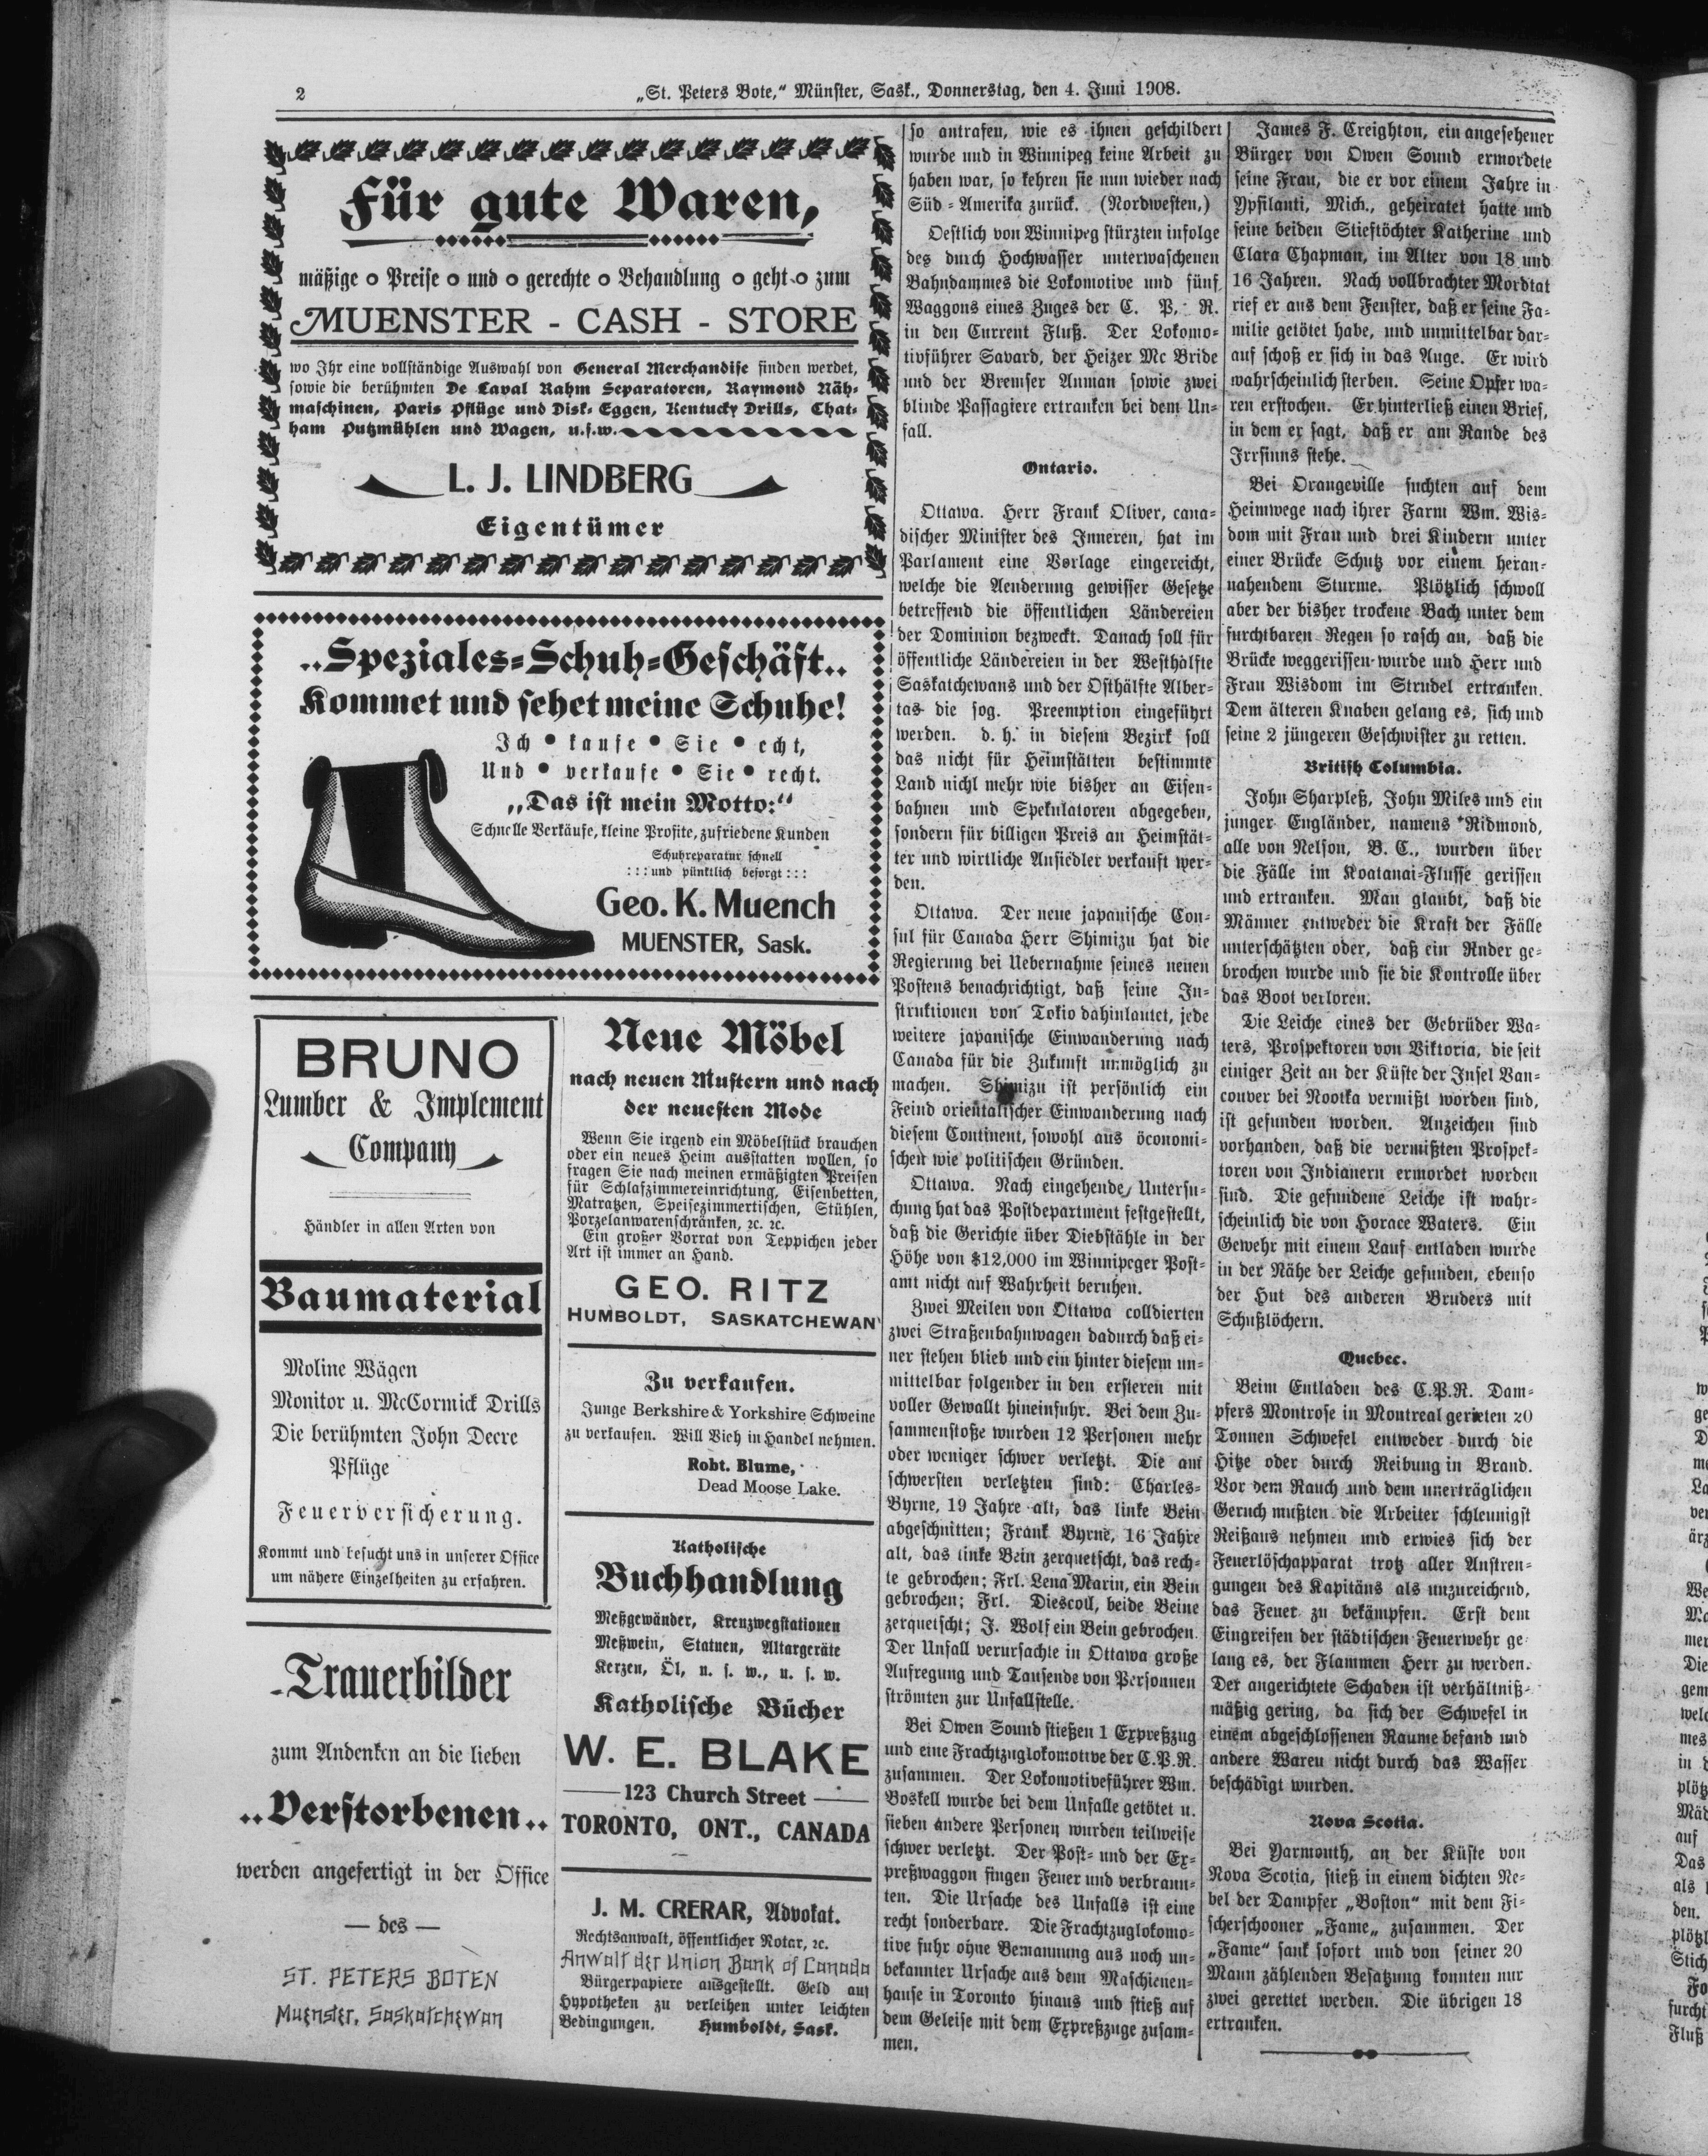 2
„St. Peters Bote,“ Münster, Sask., Donnerstag, den 4. Juni 1908.
Für gute Waren,
mäßige o Preise o und o gerechte o Behandlung o geht o zum
MUENSTER - CASH - STORE
wo Ihr eine vollständige Auswahl von General Merchandise finden werdet,
sowie die berühmten De Laval Rahm Separatoren, Raymond Näh-
maschinen, Paris Pflüge und Disk-Eggen, Kentucky Drills, Chat-
ham Putzmühlen und Wagen, u.s.w.
L. J. LINDBERG
Eigentümer
..Speziales-Schuh-Geschäft..
Kommet und sehet meine Schuhe!
Ich • kaufe • Sie • echt,
Und • verkaufe • Sie • recht.
„Das ist mein Motto:“
Schnelle Verkäufe, kleine Profite, zufriedene Kunden
Schuhreparatur schnell
:::und pünktlich besorgt:::
Geo. K. Muench
MUENSTER, Sask.
BRUNO
Lumber & Implement
Company
Händler in allen Arten von
Baumaterial
Moline Wägen
Monitor u. McCormick Drills
Die berühmten John Deere
Pflüge
Feuerversicherung.
Kommt und besucht uns in unserer Office
um nähere Einzelheiten zu erfahren.
Trauerbilder
zum Andenken an die lieben
..Verstorbenen..
werden angefertigt in der Office
— des —
ST. PETERS BOTEN
Muenster, Saskatchewan
Neue Möbel
nach neuen Mustern und nach
der neuesten Mode
Wenn Sie irgend ein Möbelstück brauchen
oder ein neues Heim ausstatten wollen, so
fragen Sie nach meinen ermäßigten Preisen
für Schlafzimmereinrichtung, Eisenbetten,
Matratzen, Speisezimmertischen, Stühlen,
Porzelanwarenschränken, ꝛc. ꝛc.
Ein großer Vorrat von Teppichen jeder
Art ist immer an Hand.
GEO. RITZ
HUMBOLDT, SASKATCHEWAN
Zu verkaufen.
Junge Berkshire & Yorkshire Schweine
zu verkaufen. Will Vieh in Handel nehmen.
Robt. Blume,
Dead Moose Lake.
Katholische
Buchhandlung
Meßgewänder, Kreuzwegstationen
Meßwein, Statuen, Altargeräte
Kerzen, Öl, u. s. w., u. s. w.
Katholische Bücher
W. E. BLAKE
123 Church Street
TORONTO, ONT., CANADA
J. M. CRERAR, Advokat.
Rechtsanwalt, öffentlicher Notar, ꝛc.
Anwalt der Union Bank of Canada
Bürgerpapiere ausgestellt. Geld auf
Hypotheken zu verleihen unter leichten
Bedingungen. Humboldt, Sask.
so antrafen, wie es ihnen geschildert
wurde und in Winnipeg keine Arbeit zu
haben war, so kehren sie nun wieder nach
Süd-Amerika zurück. (Nordwesten,)
Oestlich von Winnipeg stürzten infolge
des durch Hochwasser unterwaschenen
Bahndammes die Lokomotive und fünf
Waggons eines Zuges der C. P. R.
in den Current Fluß. Der Lokomo-
tivführer Savard, der Heizer Mc Bride
und der Bremser Anman sowie zwei
blinde Passagiere ertranken bei dem Un-
fall.
Ontario.
Ottawa. Herr Frank Oliver, cana-
discher Minister des Inneren, hat im
Parlament eine Vorlage eingereicht,
welche die Aenderung gewisser Gesetze
betreffend die öffentlichen Ländereien
der Dominion bezweckt. Danach soll für
öffentliche Ländereien in der Westhälfte
Saskatchewans und der Osthälfte Alber-
tas die sog. Preemption eingeführt
werden. d. h. in diesem Bezirk soll
das nicht für Heimstätten bestimmte
Land nichl mehr wie bisher an Eisen-
bahnen und Spekulatoren abgegeben,
sondern für billigen Preis an Heimstät-
ter und wirtliche Ansiedler verkauft wer-
den.
Ottawa. Der neue japanische Con-
sul für Canada Herr Shimizu hat die
Regierung bei Uebernahme seines neuen
Postens benachrichtigt, daß seine In-
struktionen von Tokio dahinlautet, jede
weitere japanische Einwanderung nach
Canada für die Zukunft unmöglich zu
machen. Shimizu ist persönlich ein
Feind orientalischer Einwanderung nach
diesem Continent, sowohl aus öconomi-
schen wie politischen Gründen.
Ottawa. Nach eingehende Untersu-
chung hat das Postdepartment festgestellt,
daß die Gerichte über Diebstähle in der
Höhe von $12,000 im Winnipeger Post-
amt nicht auf Wahrheit beruhen.
Zwei Meilen von Ottawa colldierten
zwei Straßenbahnwagen dadurch daß ei-
ner stehen blieb und ein hinter diesem un-
mittelbar folgender in den ersteren mit
voller Gewallt hineinfuhr. Bei dem Zu-
sammenstoße wurden 12 Personen mehr
oder weniger schwer verletzt. Die am
schwersten verletzten sind: Charles-
Byrne, 19 Jahre alt, das linke Bein
abgeschnitten; Frank Byrne, 16 Jahre
alt, das linke Bein zerquetscht, das rech-
te gebrochen; Frl. Lena Marin, ein Bein
gebrochen; Frl. Diescoll, beide Beine
zerquetscht; J. Wolf ein Bein gebrochen.
Der Unfall verursachte in Ottawa große
Aufregung und Tausende von Personnen
strömten zur Unfallstelle.
Bei Owen Sound stießen 1 Expreßzug
und eine Frachtzuglokomotive der C.P.R.
zusammen. Der Lokomotiveführer Wm.
Boskell wurde bei dem Unfalle getötet u.
sieben andere Personen wurden teilweise
schwer verletzt. Der Post- und der Ex-
preßwaggon fingen Feuer und verbrann-
ten. Die Ursache des Unfalls ist eine
recht sonderbare. Die Frachtzuglokomo-
tive fuhr ohne Bemannung aus noch un-
bekannter Ursache aus dem Maschienen-
hause in Toronto hinaus und stieß auf
dem Geleise mit dem Expreßzuge zusam-
men.
James F. Creighton, ein angesehener
Bürger von Owen Sound ermordete
seine Frau, die er vor einem Jahre in
Ypsilanti, Mich., geheiratet hatte und
seine beiden Stieftöchter Katherine und
Clara Chapman, im Alter von 18 und
16 Jahren. Nach vollbrachter Mordtat
rief er aus dem Fenster, daß er seine Fa-
milie getötet habe, und unmittelbar dar-
auf schoß er sich in das Auge. Er wird
wahrscheinlich sterben. Seine Opfer wa-
ren erstochen. Er hinterließ einen Brief,
in dem er sagt, daß er am Rande des
Irrsinns stehe.
Bei Orangeville suchten auf dem
Heimwege nach ihrer Farm Wm. Wis-
dom mit Frau und drei Kindern unter
einer Brücke Schutz vor einem heran-
nahendem Sturme. Plötzlich schwoll
aber der bisher trockene Bach unter dem
furchtbaren Regen so rasch an, daß die
Brücke weggerissen wurde und Herr und
Frau Wisdom im Strudel ertranken.
Dem älteren Knaben gelang es, sich und
seine 2 jüngeren Geschwister zu retten.
British Columbia.
John Sharpleß, John Miles und ein
junger Engländer, namens Ridmond,
alle von Nelson, B. C., wurden über
die Fälle im Koatanai-Flusse gerissen
und ertranken. Man glaubt, daß die
Männer entweder die Kraft der Fälle
unterschätzten oder, daß ein Ruder ge-
brochen wurde und sie die Kontrolle über
das Boot verloren.
Die Leiche eines der Gebrüder Wa-
ters, Prospektoren von Viktoria, die seit
einiger Zeit an der Küste der Insel Van-
couver bei Nootka vermißt worden sind,
ist gefunden worden. Anzeichen sind
vorhanden, daß die vermißten Prospek-
toren von Indianern ermordet worden
sind. Die gefundene Leiche ist wahr-
scheinlich die von Horace Waters. Ein
Gewehr mit einem Lauf entladen wurde
in der Nähe der Leiche gefunden, ebenso
der Hut des anderen Bruders mit
Schußlöchern.
Quebec.
Beim Entladen des C.P.R. Dam-
pfers Montrose in Montreal gerieten 20
Tonnen Schwefel entweder durch die
Hitze oder durch Reibung in Brand.
Vor dem Rauch und dem unerträglichen
Geruch mußten die Arbeiter schleunigst
Reißaus nehmen und erwies sich der
Feuerlöschapparat trotz aller Anstren-
gungen des Kapitäns als unzureichend,
das Feuer zu bekämpfen. Erst dem
Eingreifen der städtischen Feuerwehr ge-
lang es, der Flammen Herr zu werden.
Der angerichtete Schaden ist verhältniß-
mäßig gering, da sich der Schwefel in
einem abgeschlossenen Raume befand und
andere Waren nicht durch das Wasser
beschädigt wurden.
Nova Scotia.
Bei Yarmouth, an der Küste von
Nova Scotia, stieß in einem dichten Ne-
bel der Dampfer „Boston“ mit dem Fi-
scherschooner „Fame„ zusammen. Der
„Fame“ sank sofort und von seiner 20
Mann zählenden Besatzung konnten nur
zwei gerettet werden. Die übrigen 18
ertranken.